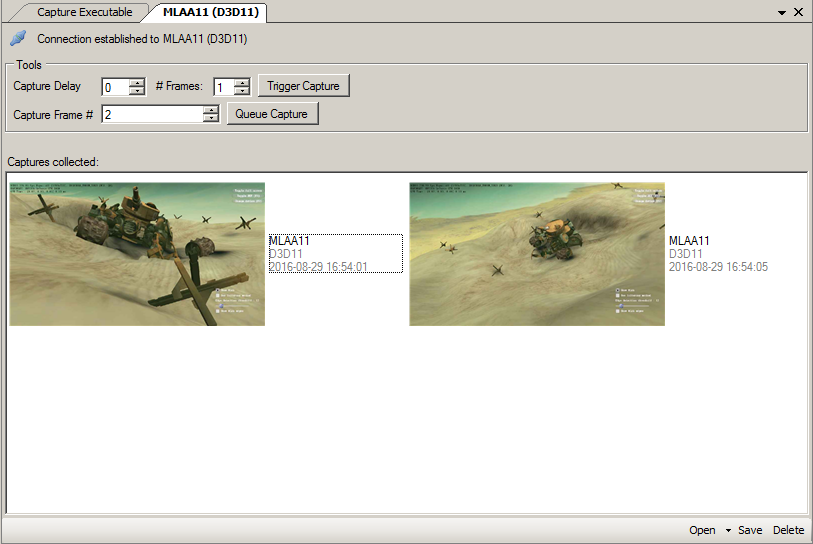 Capture Executable
MLAA11 (D3D11)
Connection established to MLAA11 (D3D11)
Tools
Capture Delay 0 # Frames: 1 Trigger Capture
Capture Frame # 2 Queue Capture
Captures collected:
MLAA11
D3D11
2016-08-29 16:54:01
MLAA11
D3D11
2016-08-29 16:54:05
Open Save Delete